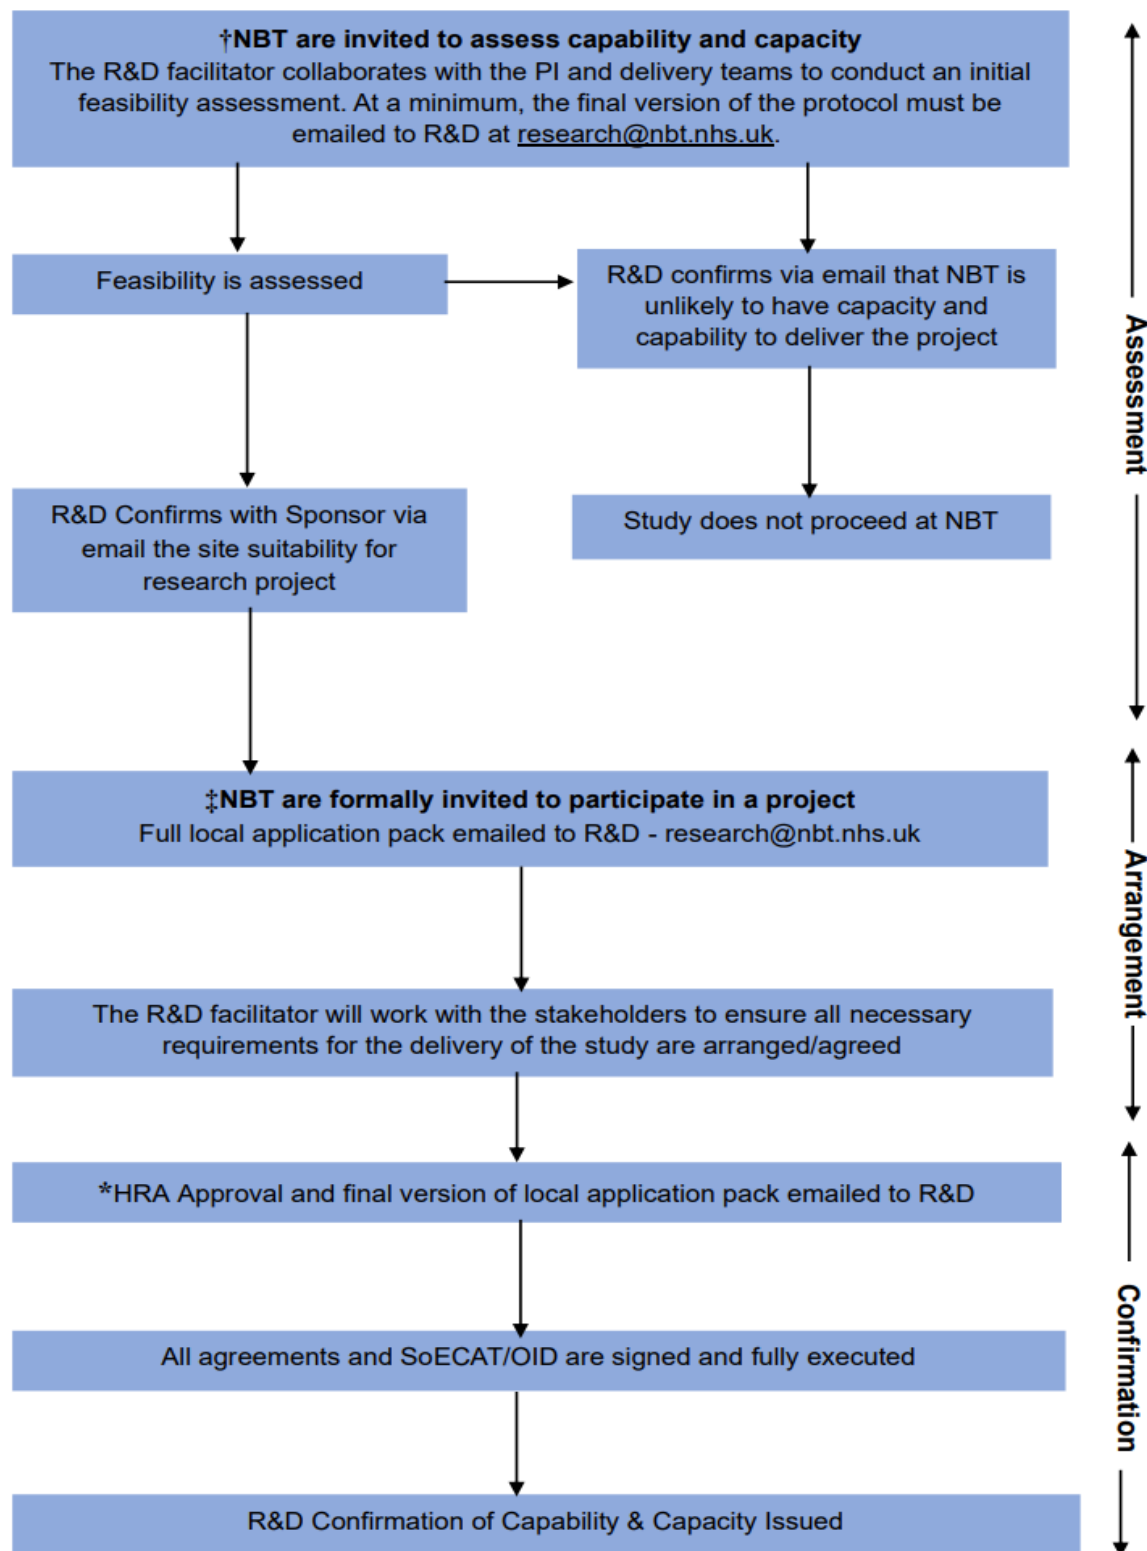 †NBT are invited to assess capability and capacity
The R&D facilitator collaborates with the PI and delivery teams to conduct an initial
feasibility assessment. At a minimum, the final version of the protocol must be
emailed to R&D at research@nbt.nhs.uk.
Feasibility is assessed
R&D confirms via email that NBT is
unlikely to have capacity and
capability to deliver the project
R&D Confirms with Sponsor via
email the site suitability for
research project
Study does not proceed at NBT
Assessment
‡NBT are formally invited to participate in a project
Full local application pack emailed to R&D - research@nbt.nhs.uk
The R&D facilitator will work with the stakeholders to ensure all necessary
requirements for the delivery of the study are arranged/agreed
Arrangement
*HRA Approval and final version of local application pack emailed to R&D
All agreements and SoECAT/OID are signed and fully executed
R&D Confirmation of Capability & Capacity Issued
Confirmation